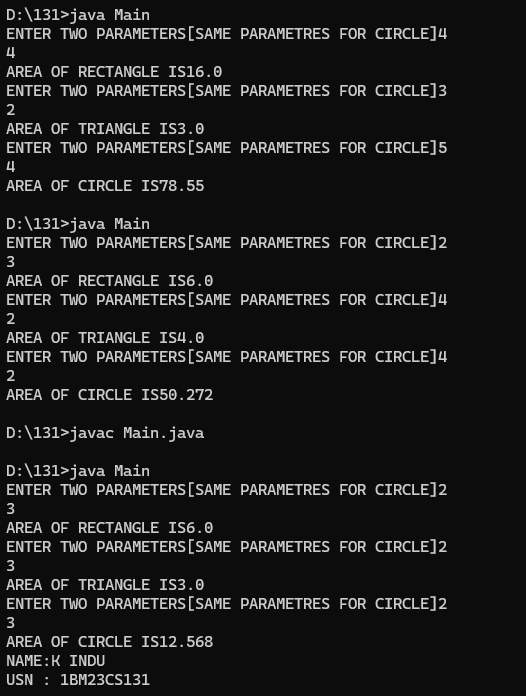 D:\131>java Main
ENTER TWO PARAMETERS[SAME PARAMETRES FOR CIRCLE]4
4
AREA OF RECTANGLE IS16.0
ENTER TWO PARAMETERS[SAME PARAMETRES FOR CIRCLE]3
2
AREA OF TRIANGLE IS3.0
ENTER TWO PARAMETERS[SAME PARAMETRES FOR CIRCLE]5
4
AREA OF CIRCLE IS78.55
D:\131>java Main
ENTER TWO PARAMETERS[SAME PARAMETRES FOR CIRCLE]2
3
AREA OF RECTANGLE IS6.0
ENTER TWO PARAMETERS[SAME PARAMETRES FOR CIRCLE]4
2
AREA OF TRIANGLE IS4.0
ENTER TWO PARAMETERS[SAME PARAMETRES FOR CIRCLE]4
2
AREA OF CIRCLE IS50.272
D:\131>javac Main.java
D:\131>java Main
ENTER TWO PARAMETERS[SAME PARAMETRES FOR CIRCLE]2
3
AREA OF RECTANGLE IS6.0
ENTER TWO PARAMETERS[SAME PARAMETRES FOR CIRCLE]2
3
AREA OF TRIANGLE IS3.0
ENTER TWO PARAMETERS[SAME PARAMETRES FOR CIRCLE]2
3
AREA OF CIRCLE IS12.568
NAME:K INDU
USN : 1BM23CS131